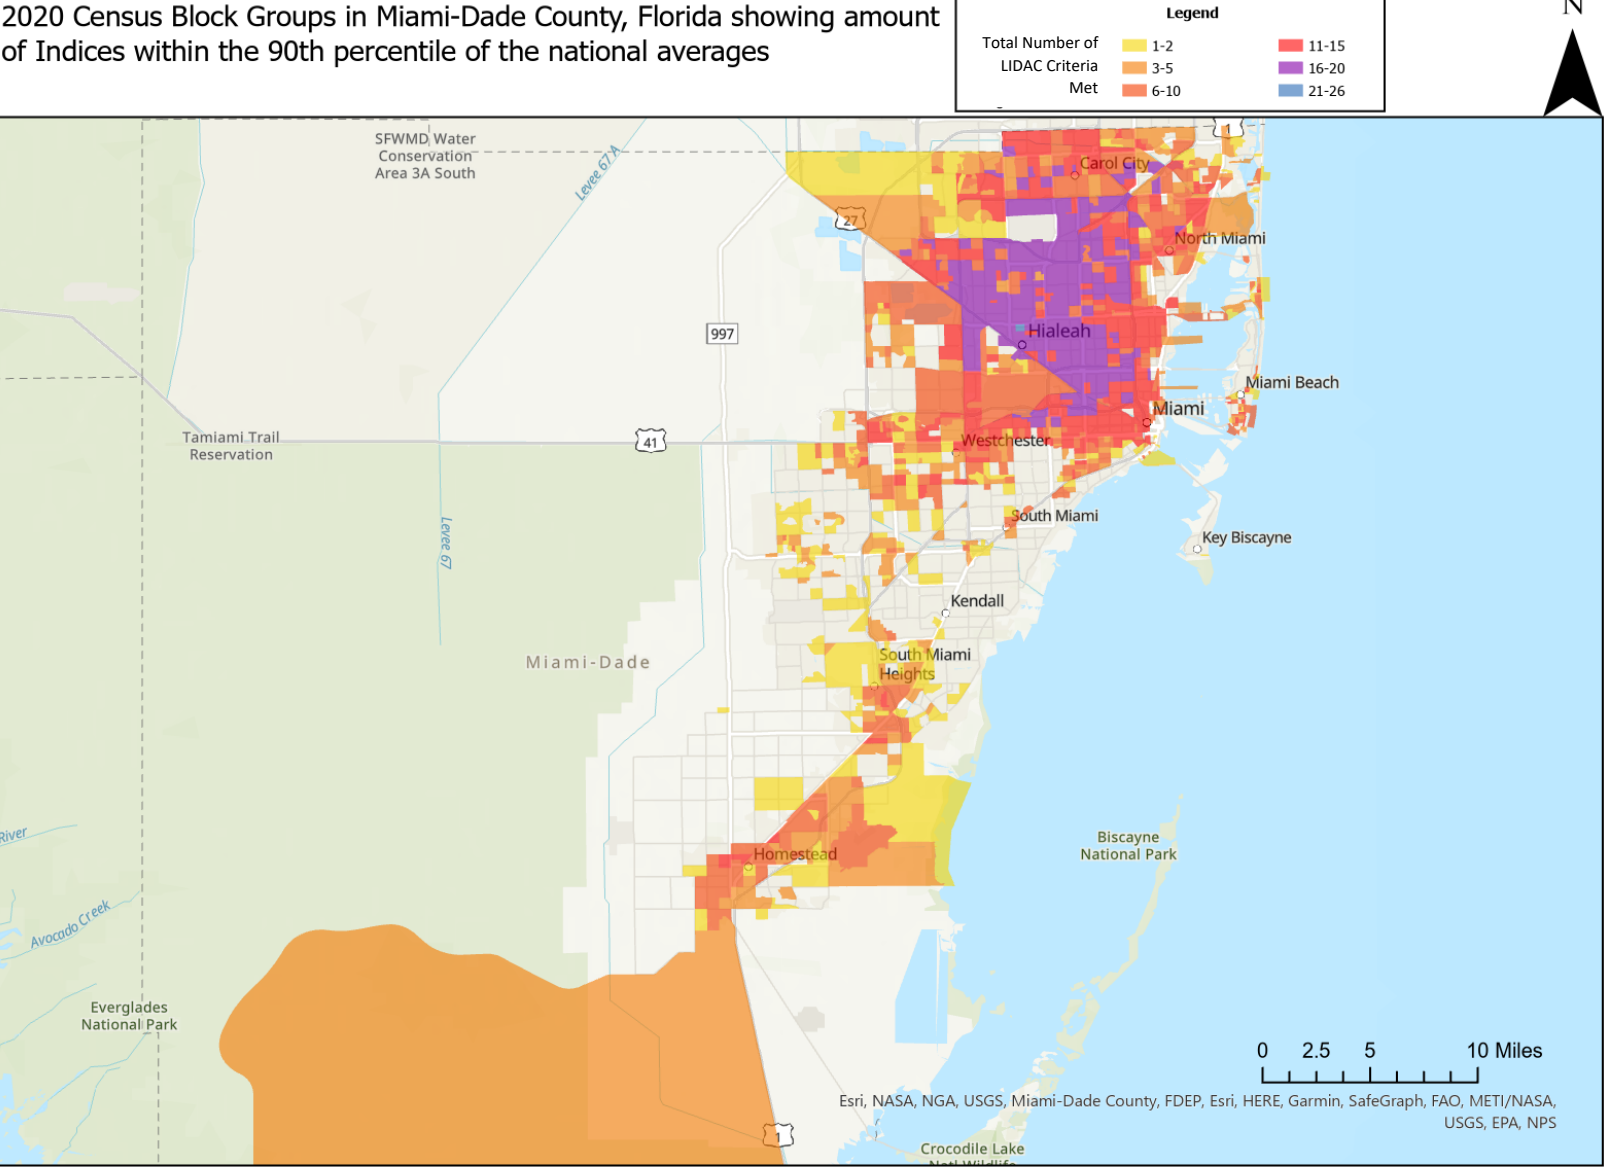 2020 Census Block Groups in Miami-Dade County, Florida showing amount
of Indices within the 90th percentile of the national averages
Legend
Total Number of
LIDAC Criteria
Met
1-2
3-5
6-10
11-15
16-20
21-26
N
SFWMD Water
Conservation
Area 3A South
Levee 67 A
1
Carol City
27
North Miami
997
Hialeah
Miami Beach
Miami
Tamiami Trail
Reservation
41
Westchester
Levee 67
South Miami
Key Biscayne
Kendall
Miami-Dade
South Miami
Heights
River
Biscayne
National Park
Homestead
Avocado Creek
Everglades
National Park
0 2.5 5 10 Miles
Esri, NASA, NGA, USGS, Miami-Dade County, FDEP, Esri, HERE, Garmin, SafeGraph, FAO, METI/NASA,
USGS, EPA, NPS
1
Crocodile Lake
Natl Wildlife